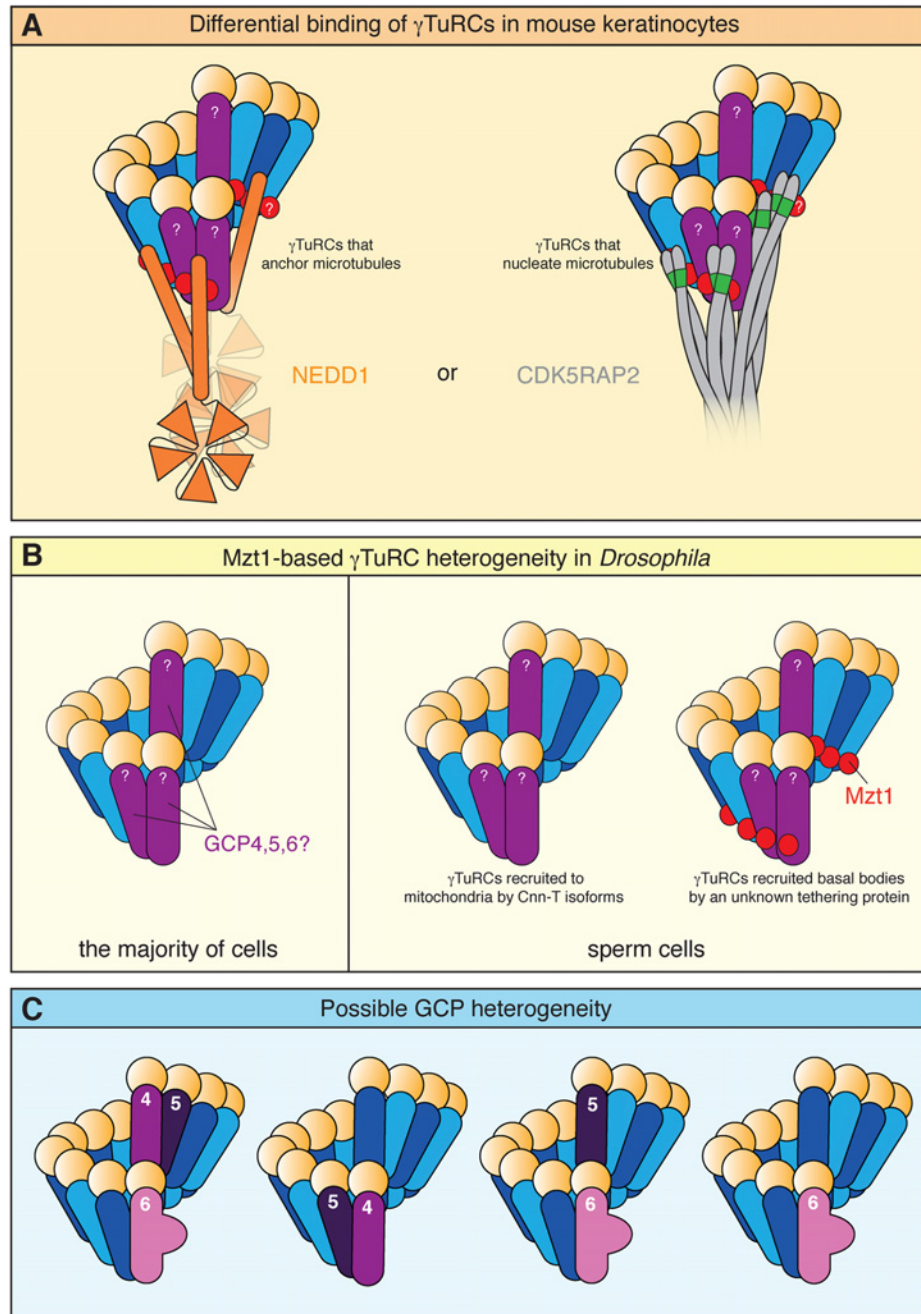 A
Differential binding of γTuRCs in mouse keratinocytes
?
?
?
?
γTuRCs that
anchor microtubules
NEDD1
or
γTuRCs that
nucleate microtubules
CDK5RAP2
?
?
?
?
B
Mzt1-based γTuRC heterogeneity in Drosophila
?
?
?
GCP4,5,6?
the majority of cells
?
?
?
γTuRCs recruited to
mitochondria by Cnn-T isoforms
?
?
?
Mzt1
γTuRCs recruited basal bodies
by an unknown tethering protein
sperm cells
C
Possible GCP heterogeneity
4
5
6
5
4
5
6
6